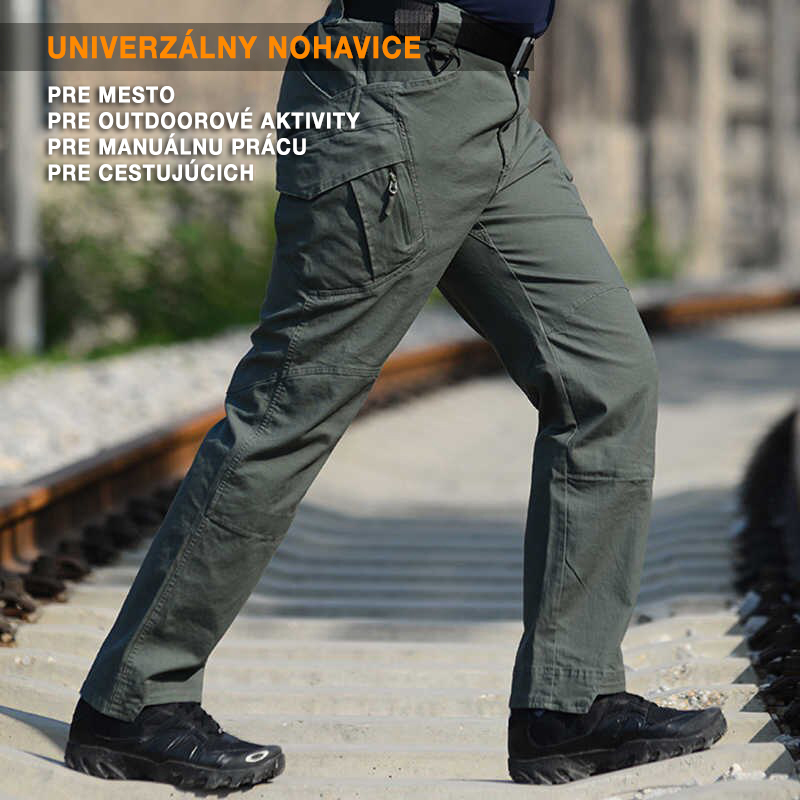 UNIVERZÁLNY NOHAVICE
PRE MESTO
PRE OUTDOOROVÉ AKTIVITY
PRE MANUÁLNU PRÁCU
PRE CESTUJÚCICH